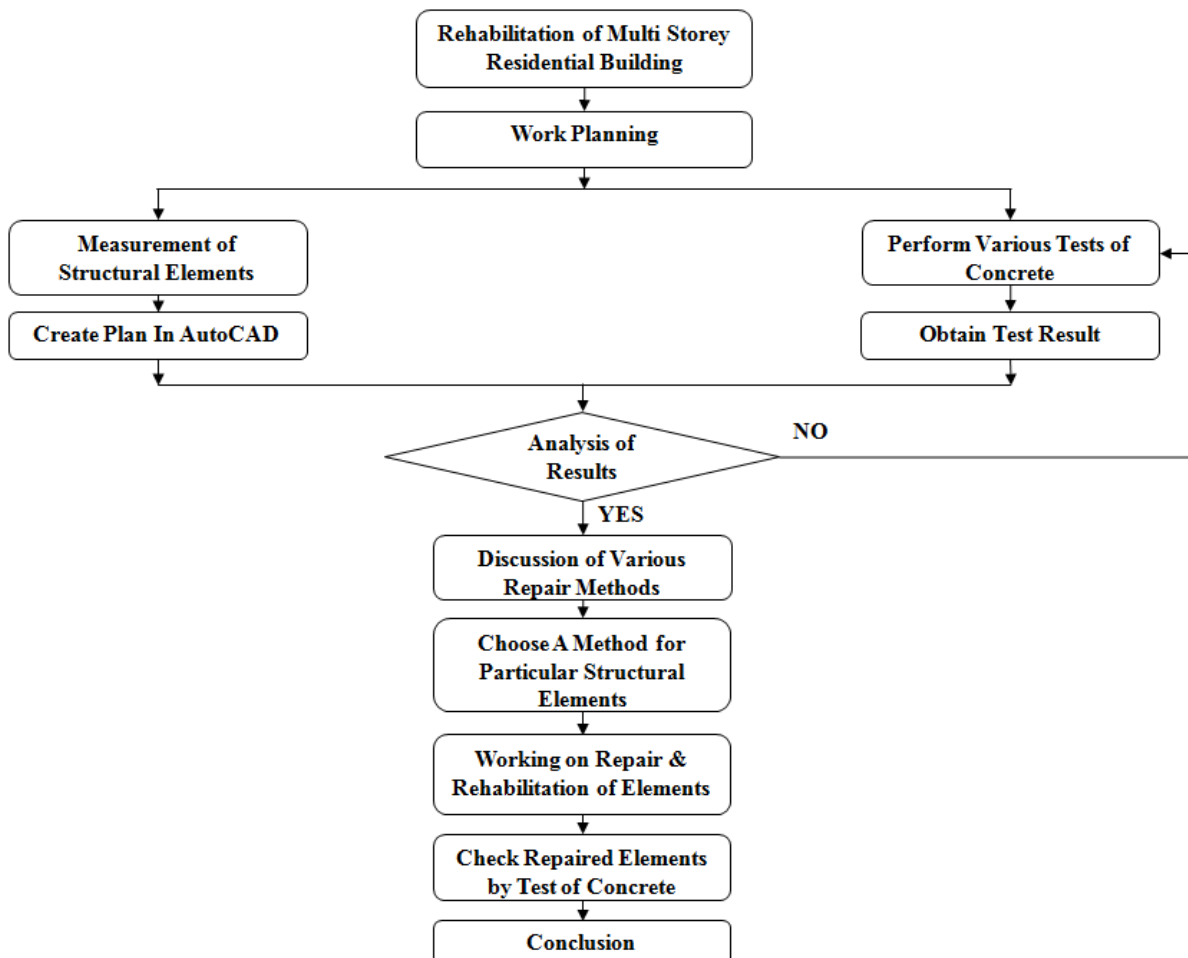 Rehabilitation of Multi Storey
Residential Building
Work Planning
Measurement of
Structural Elements
Perform Various Tests of
Concrete
Create Plan In AutoCAD
Obtain Test Result
Analysis of
Results
NO
YES
Discussion of Various
Repair Methods
Choose A Method for
Particular Structural
Elements
Working on Repair &
Rehabilitation of Elements
Check Repaired Elements
by Test of Concrete
Conclusion